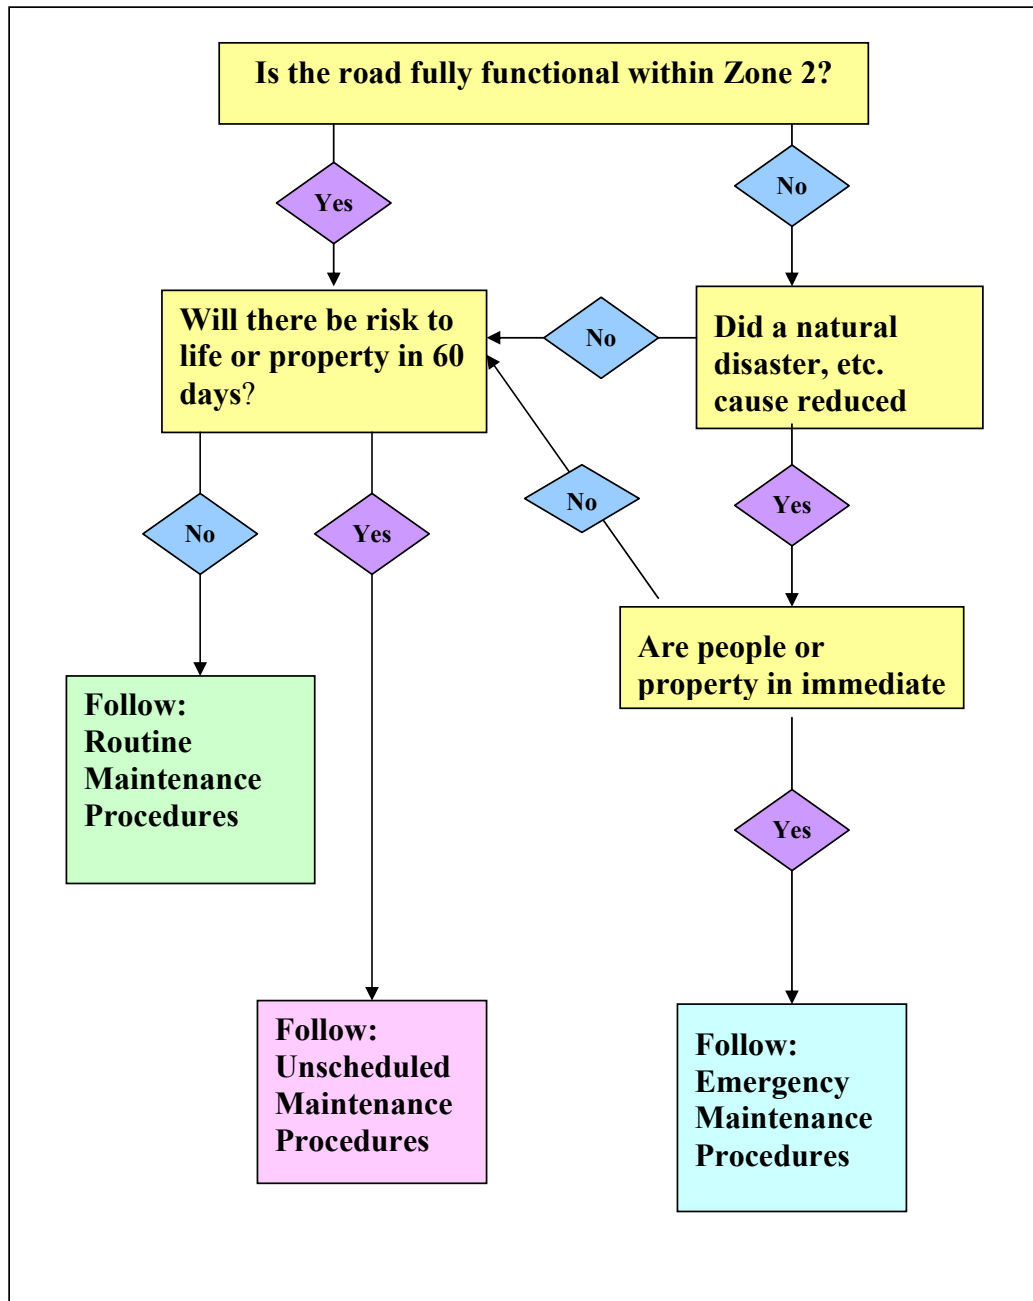 Is the road fully functional within Zone 2?
Yes
No
Will there be risk to
life or property in 60
days?
No
Did a natural
disaster, etc.
cause reduced
No
Yes
No
Yes
Are people or
property in immediate
Follow:
Routine
Maintenance
Procedures
Yes
Follow:
Unscheduled
Maintenance
Procedures
Follow:
Emergency
Maintenance
Procedures